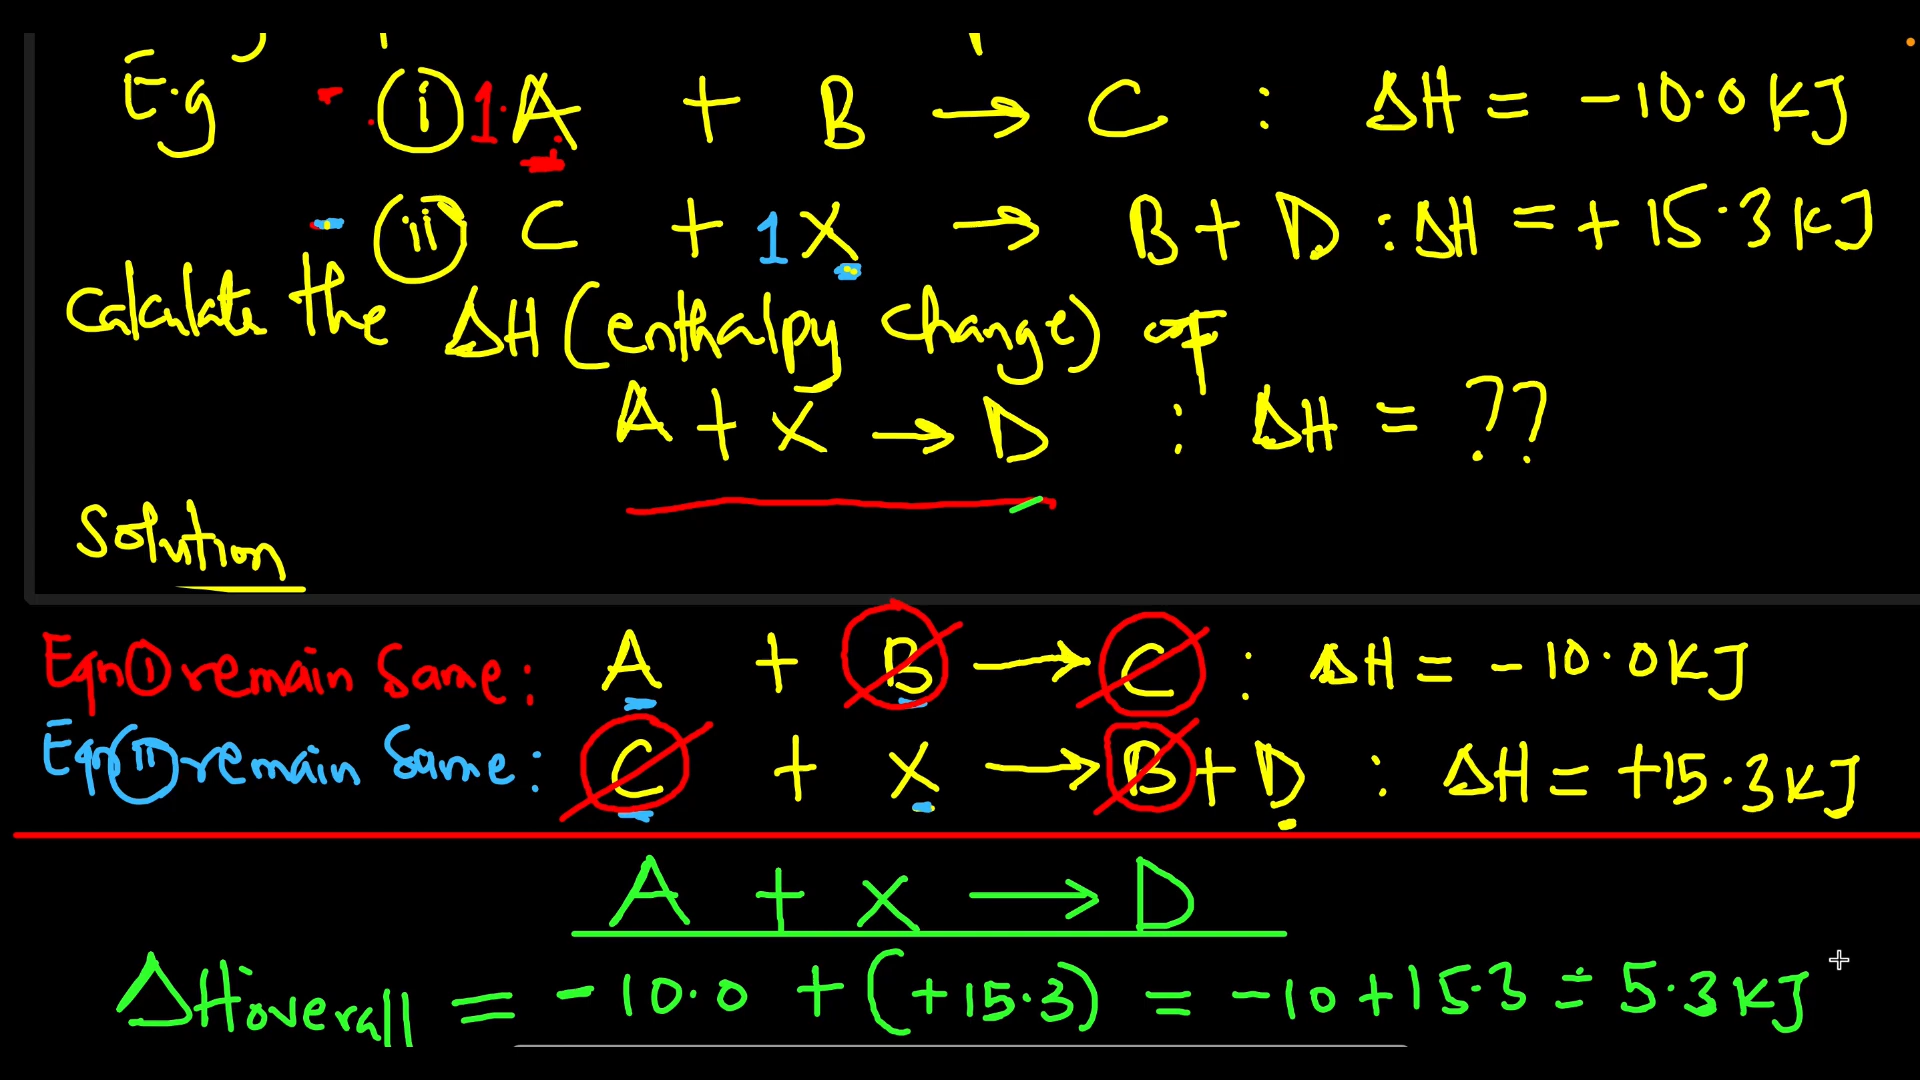 E.g (i) 1 A + B → C : ΔH = -10.0 KJ
(ii) C + 1 X → B + D : ΔH = +15.3 KJ
Calculate the ΔH (enthalpy change) of
A + X → D : ΔH = ??
Solution
Eqn (i) remain Same: A + B → C : ΔH = -10.0 KJ
Eqn (ii) remain Same: C + X → B + D : ΔH = +15.3 KJ
A + X → D
ΔHoverall = -10.0 + (+15.3) = -10 + 15.3 = 5.3 KJ